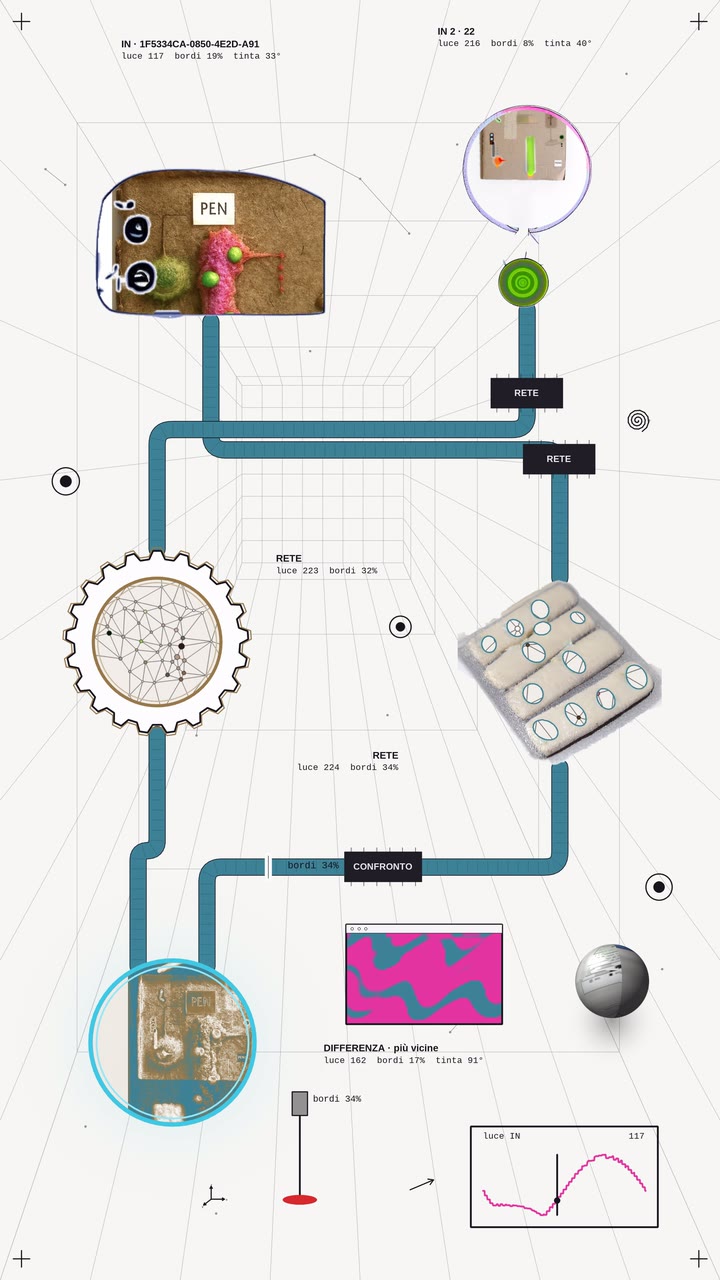 IN · 1F5334CA-0850-4E2D-A91
luce 117 bordi 19% tinta 33°
IN 2 · 22
luce 216 bordi 8% tinta 40°
PEN
RETE
RETE
RETE
luce 223 bordi 32%
RETE
luce 224 bordi 34%
bordi 34%
CONFRONTO
PEN
DIFFERENZA · più vicine
luce 162 bordi 17% tinta 91°
bordi 34%
luce IN 117